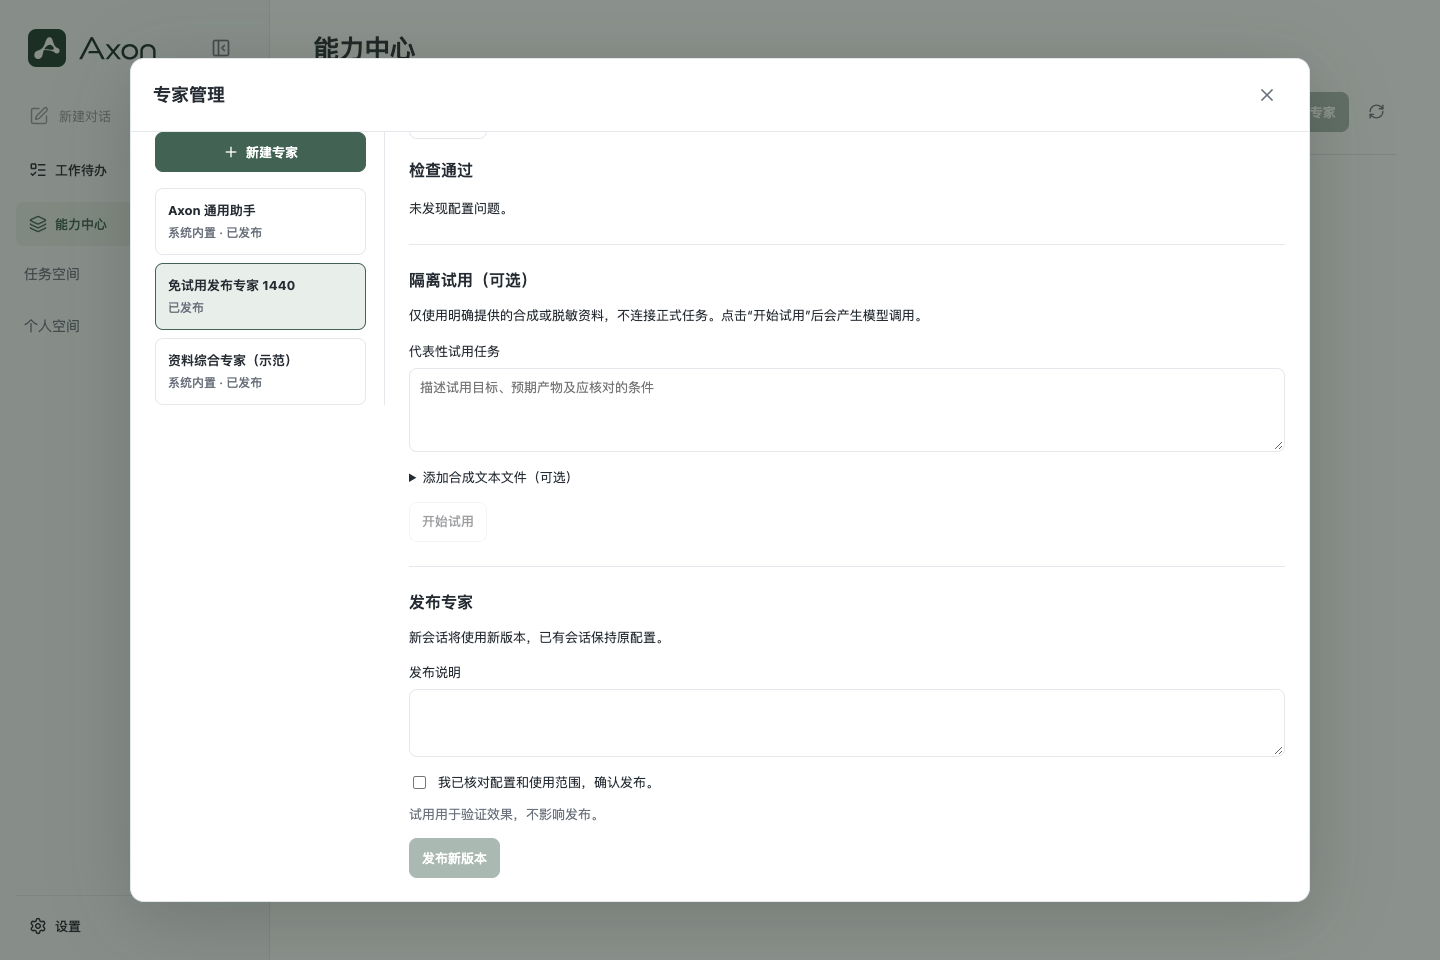 Axon
能力中心
新建对话
工作待办
能力中心
任务空间
个人空间
设置
专家
专家管理
新建专家
Axon 通用助手
系统内置 · 已发布
免试用发布专家 1440
已发布
资料综合专家（示范）
系统内置 · 已发布
检查通过
未发现配置问题。
隔离试用（可选）
仅使用明确提供的合成或脱敏资料，不连接正式任务。点击“开始试用”后会产生模型调用。
代表性试用任务
描述试用目标、预期产物及应核对的条件
添加合成文本文件（可选）
开始试用
发布专家
新会话将使用新版本，已有会话保持原配置。
发布说明
我已核对配置和使用范围，确认发布。
试用用于验证效果，不影响发布。
发布新版本